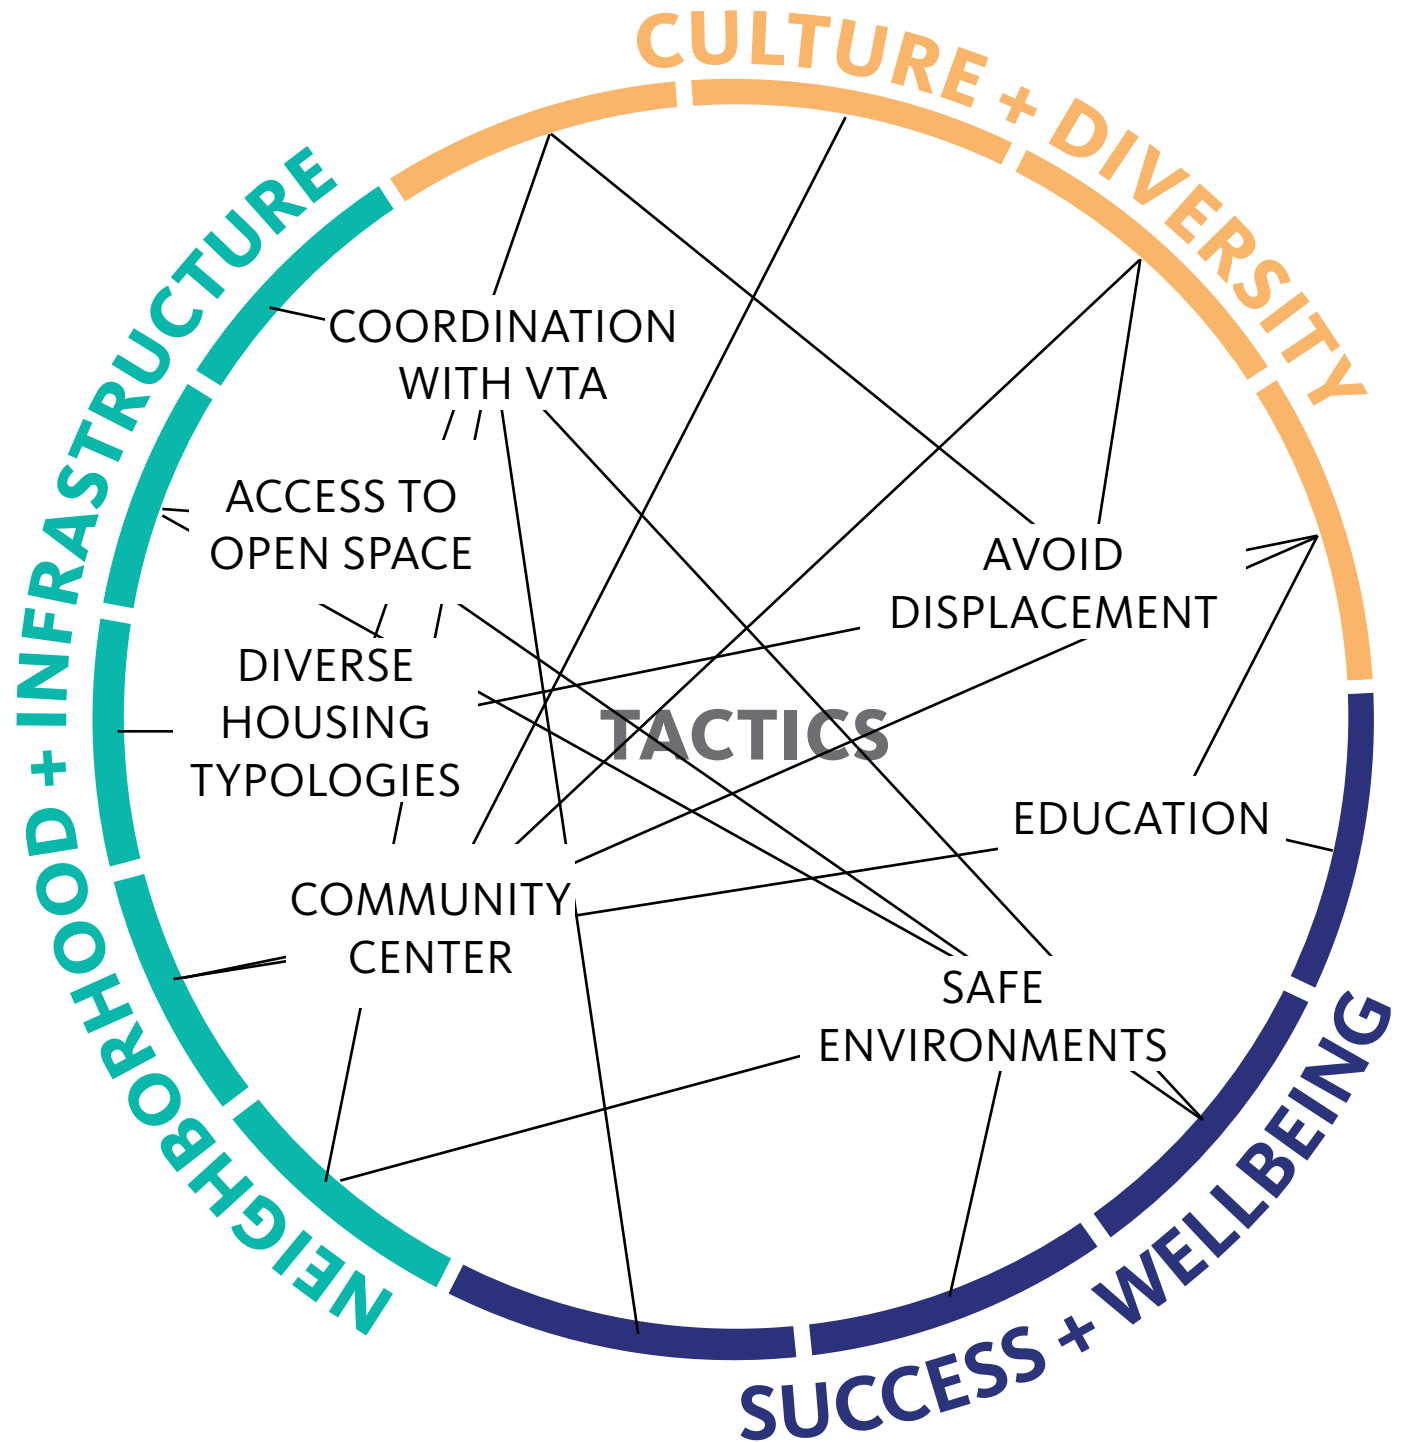 CULTURE + DIVERSITY
NEIGHBORHOOD + INFRASTRUCTURE
COORDINATION
WITH VTA
ACCESS TO
OPEN SPACE
AVOID
DISPLACEMENT
DIVERSE
HOUSING
TYPOLOGIES
TACTICS
EDUCATION
COMMUNITY
CENTER
SAFE
ENVIRONMENTS
SUCCESS + WELLBEING